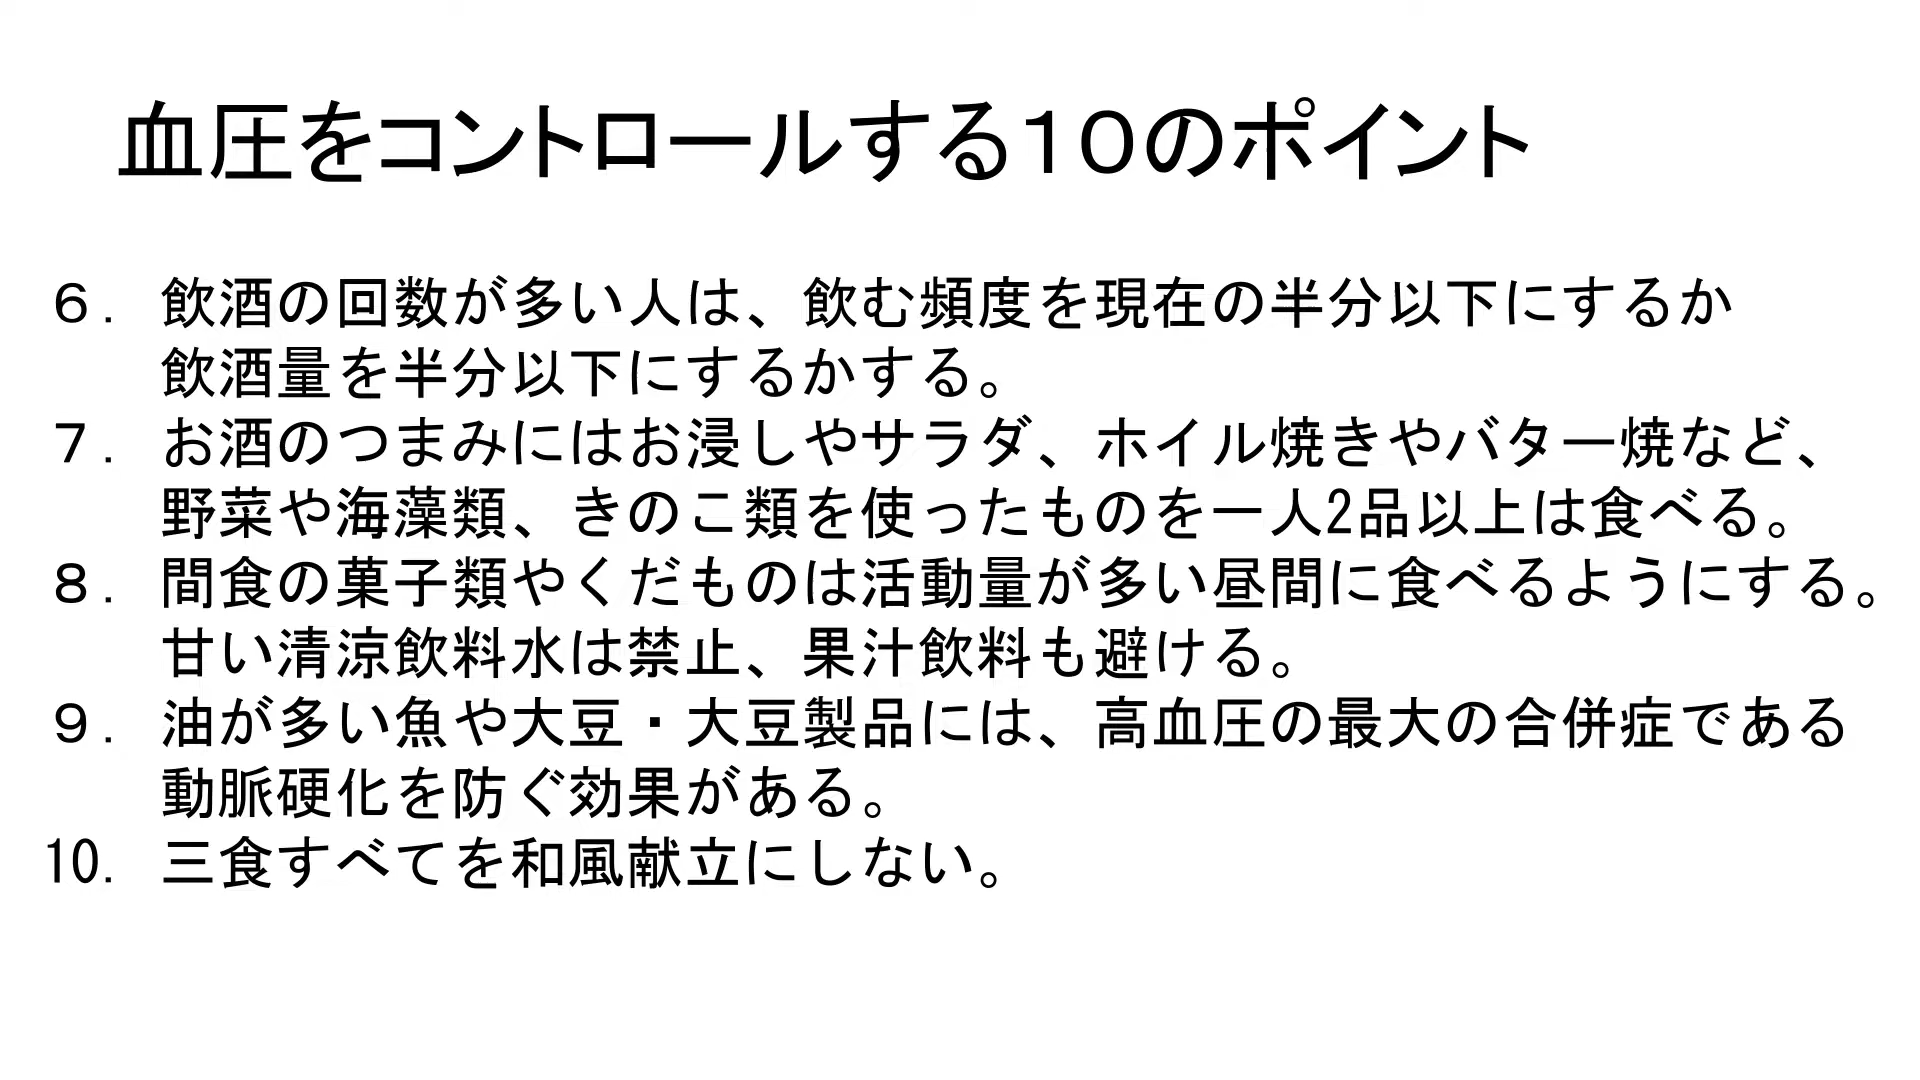 血圧をコントロールする10のポイント
６．飲酒の回数が多い人は、飲む頻度を現在の半分以下にするか
飲酒量を半分以下にするかする。
７．お酒のつまみにはお浸しやサラダ、ホイル焼きやバター焼など、
野菜や海藻類、きのこ類を使ったものを一人2品以上は食べる。
８．間食の菓子類やくだものは活動量が多い昼間に食べるようにする。
甘い清涼飲料水は禁止、果汁飲料も避ける。
９．油が多い魚や大豆・大豆製品には、高血圧の最大の合併症である
動脈硬化を防ぐ効果がある。
10. 三食すべてを和風献立にしない。